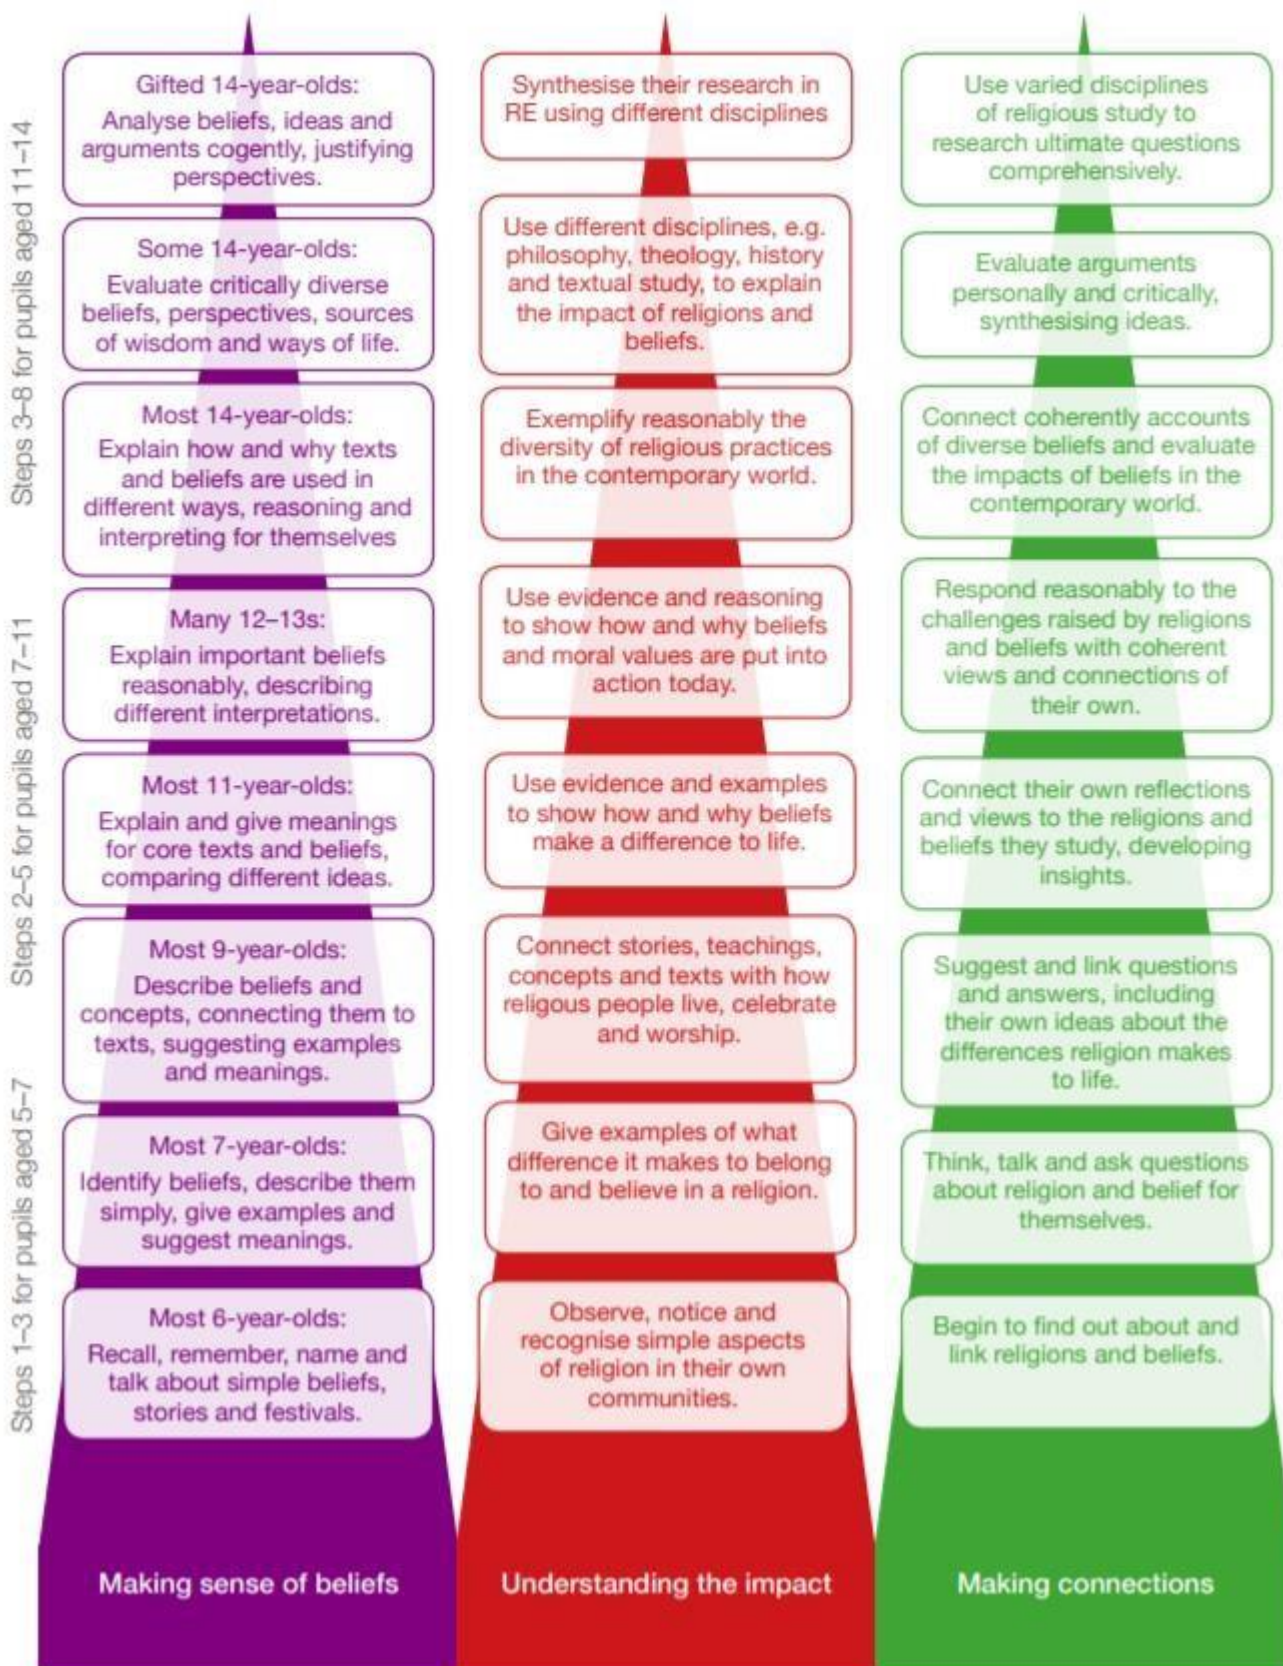 Steps 3–8 for pupils aged 11–14
Steps 2–5 for pupils aged 7–11
Steps 1–3 for pupils aged 5–7
Gifted 14-year-olds:
Analyse beliefs, ideas and
arguments cogently, justifying
perspectives.
Some 14-year-olds:
Evaluate critically diverse
beliefs, perspectives, sources
of wisdom and ways of life.
Most 14-year-olds:
Explain how and why texts
and beliefs are used in
different ways, reasoning and
interpreting for themselves
Many 12–13s:
Explain important beliefs
reasonably, describing
different interpretations.
Most 11-year-olds:
Explain and give meanings
for core texts and beliefs,
comparing different ideas.
Most 9-year-olds:
Describe beliefs and
concepts, connecting them to
texts, suggesting examples
and meanings.
Most 7-year-olds:
Identify beliefs, describe them
simply, give examples and
suggest meanings.
Most 6-year-olds:
Recall, remember, name and
talk about simple beliefs,
stories and festivals.
Making sense of beliefs
Synthesise their research in
RE using different disciplines
Use different disciplines, e.g.
philosophy, theology, history
and textual study, to explain
the impact of religions and
beliefs.
Exemplify reasonably the
diversity of religious practices
in the contemporary world.
Use evidence and reasoning
to show how and why beliefs
and moral values are put into
action today.
Use evidence and examples
to show how and why beliefs
make a difference to life.
Connect stories, teachings,
concepts and texts with how
religous people live, celebrate
and worship.
Give examples of what
difference it makes to belong
to and believe in a religion.
Observe, notice and
recognise simple aspects
of religion in their own
communities.
Understanding the impact
Use varied disciplines
of religious study to
research ultimate questions
comprehensively.
Evaluate arguments
personally and critically,
synthesising ideas.
Connect coherently accounts
of diverse beliefs and evaluate
the impacts of beliefs in the
contemporary world.
Respond reasonably to the
challenges raised by religions
and beliefs with coherent
views and connections of
their own.
Connect their own reflections
and views to the religions and
beliefs they study, developing
insights.
Suggest and link questions
and answers, including
their own ideas about the
differences religion makes
to life.
Think, talk and ask questions
about religion and belief for
themselves.
Begin to find out about and
link religions and beliefs.
Making connections